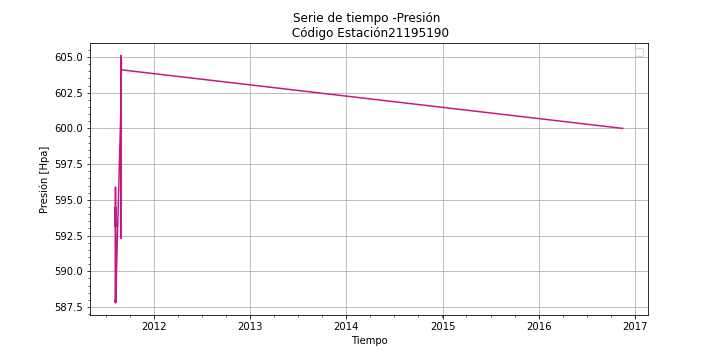 Serie de tiempo -Presión
Código Estación21195190
605.0
602.5
600.0
597.5
595.0
592.5
590.0
587.5
Presión [Hpa]
2012 2013 2014 2015 2016 2017
Tiempo